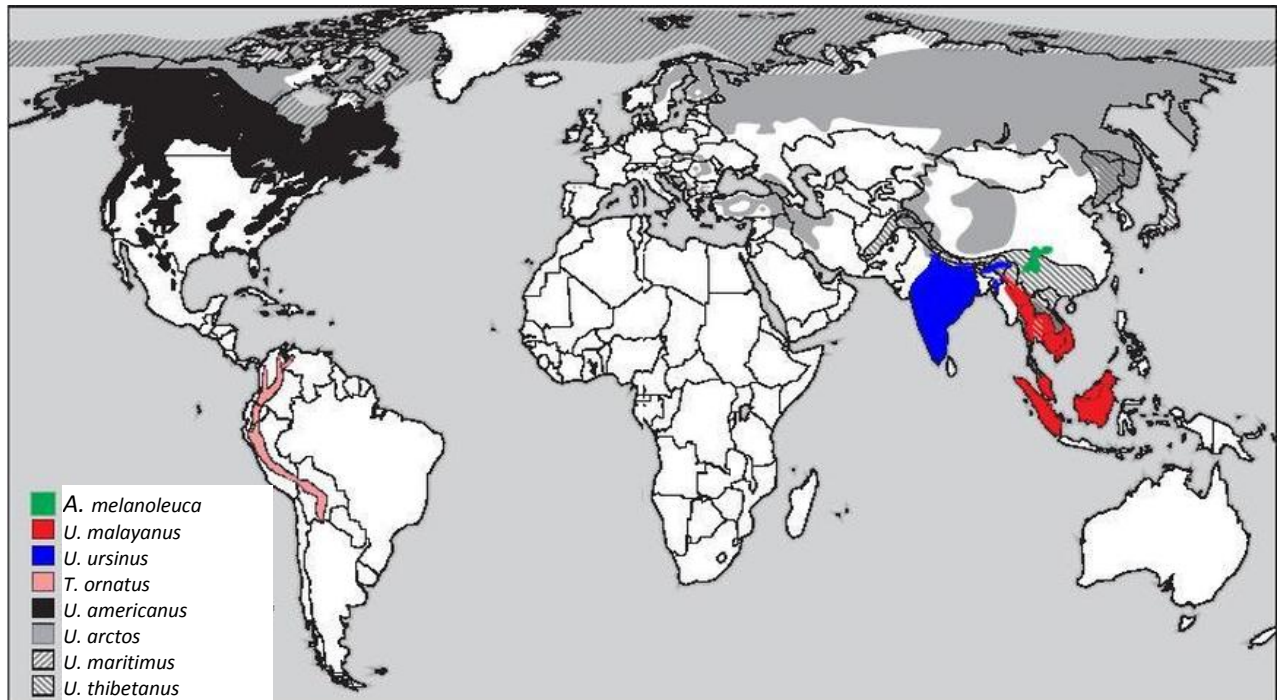 A. melanoleuca
U. malayanus
U. ursinus
T. ornatus
U. americanus
U. arctos
U. maritimus
U. thibetanus